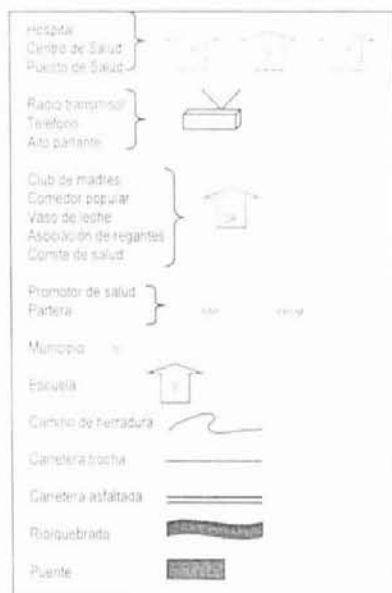 Hospital
Centro de Salud
Puesto de Salud
Radio transmisor
Teléfono
Alto parlante
Club de madres
Comedor popular
Vaso de leche
Asociación de regantes
Comité de salud
Promotor de salud
Partera
Municipio
Escuela
Camino de herradura
Carretera trocha
Carretera asfaltada
Rio/quebrada
Puente